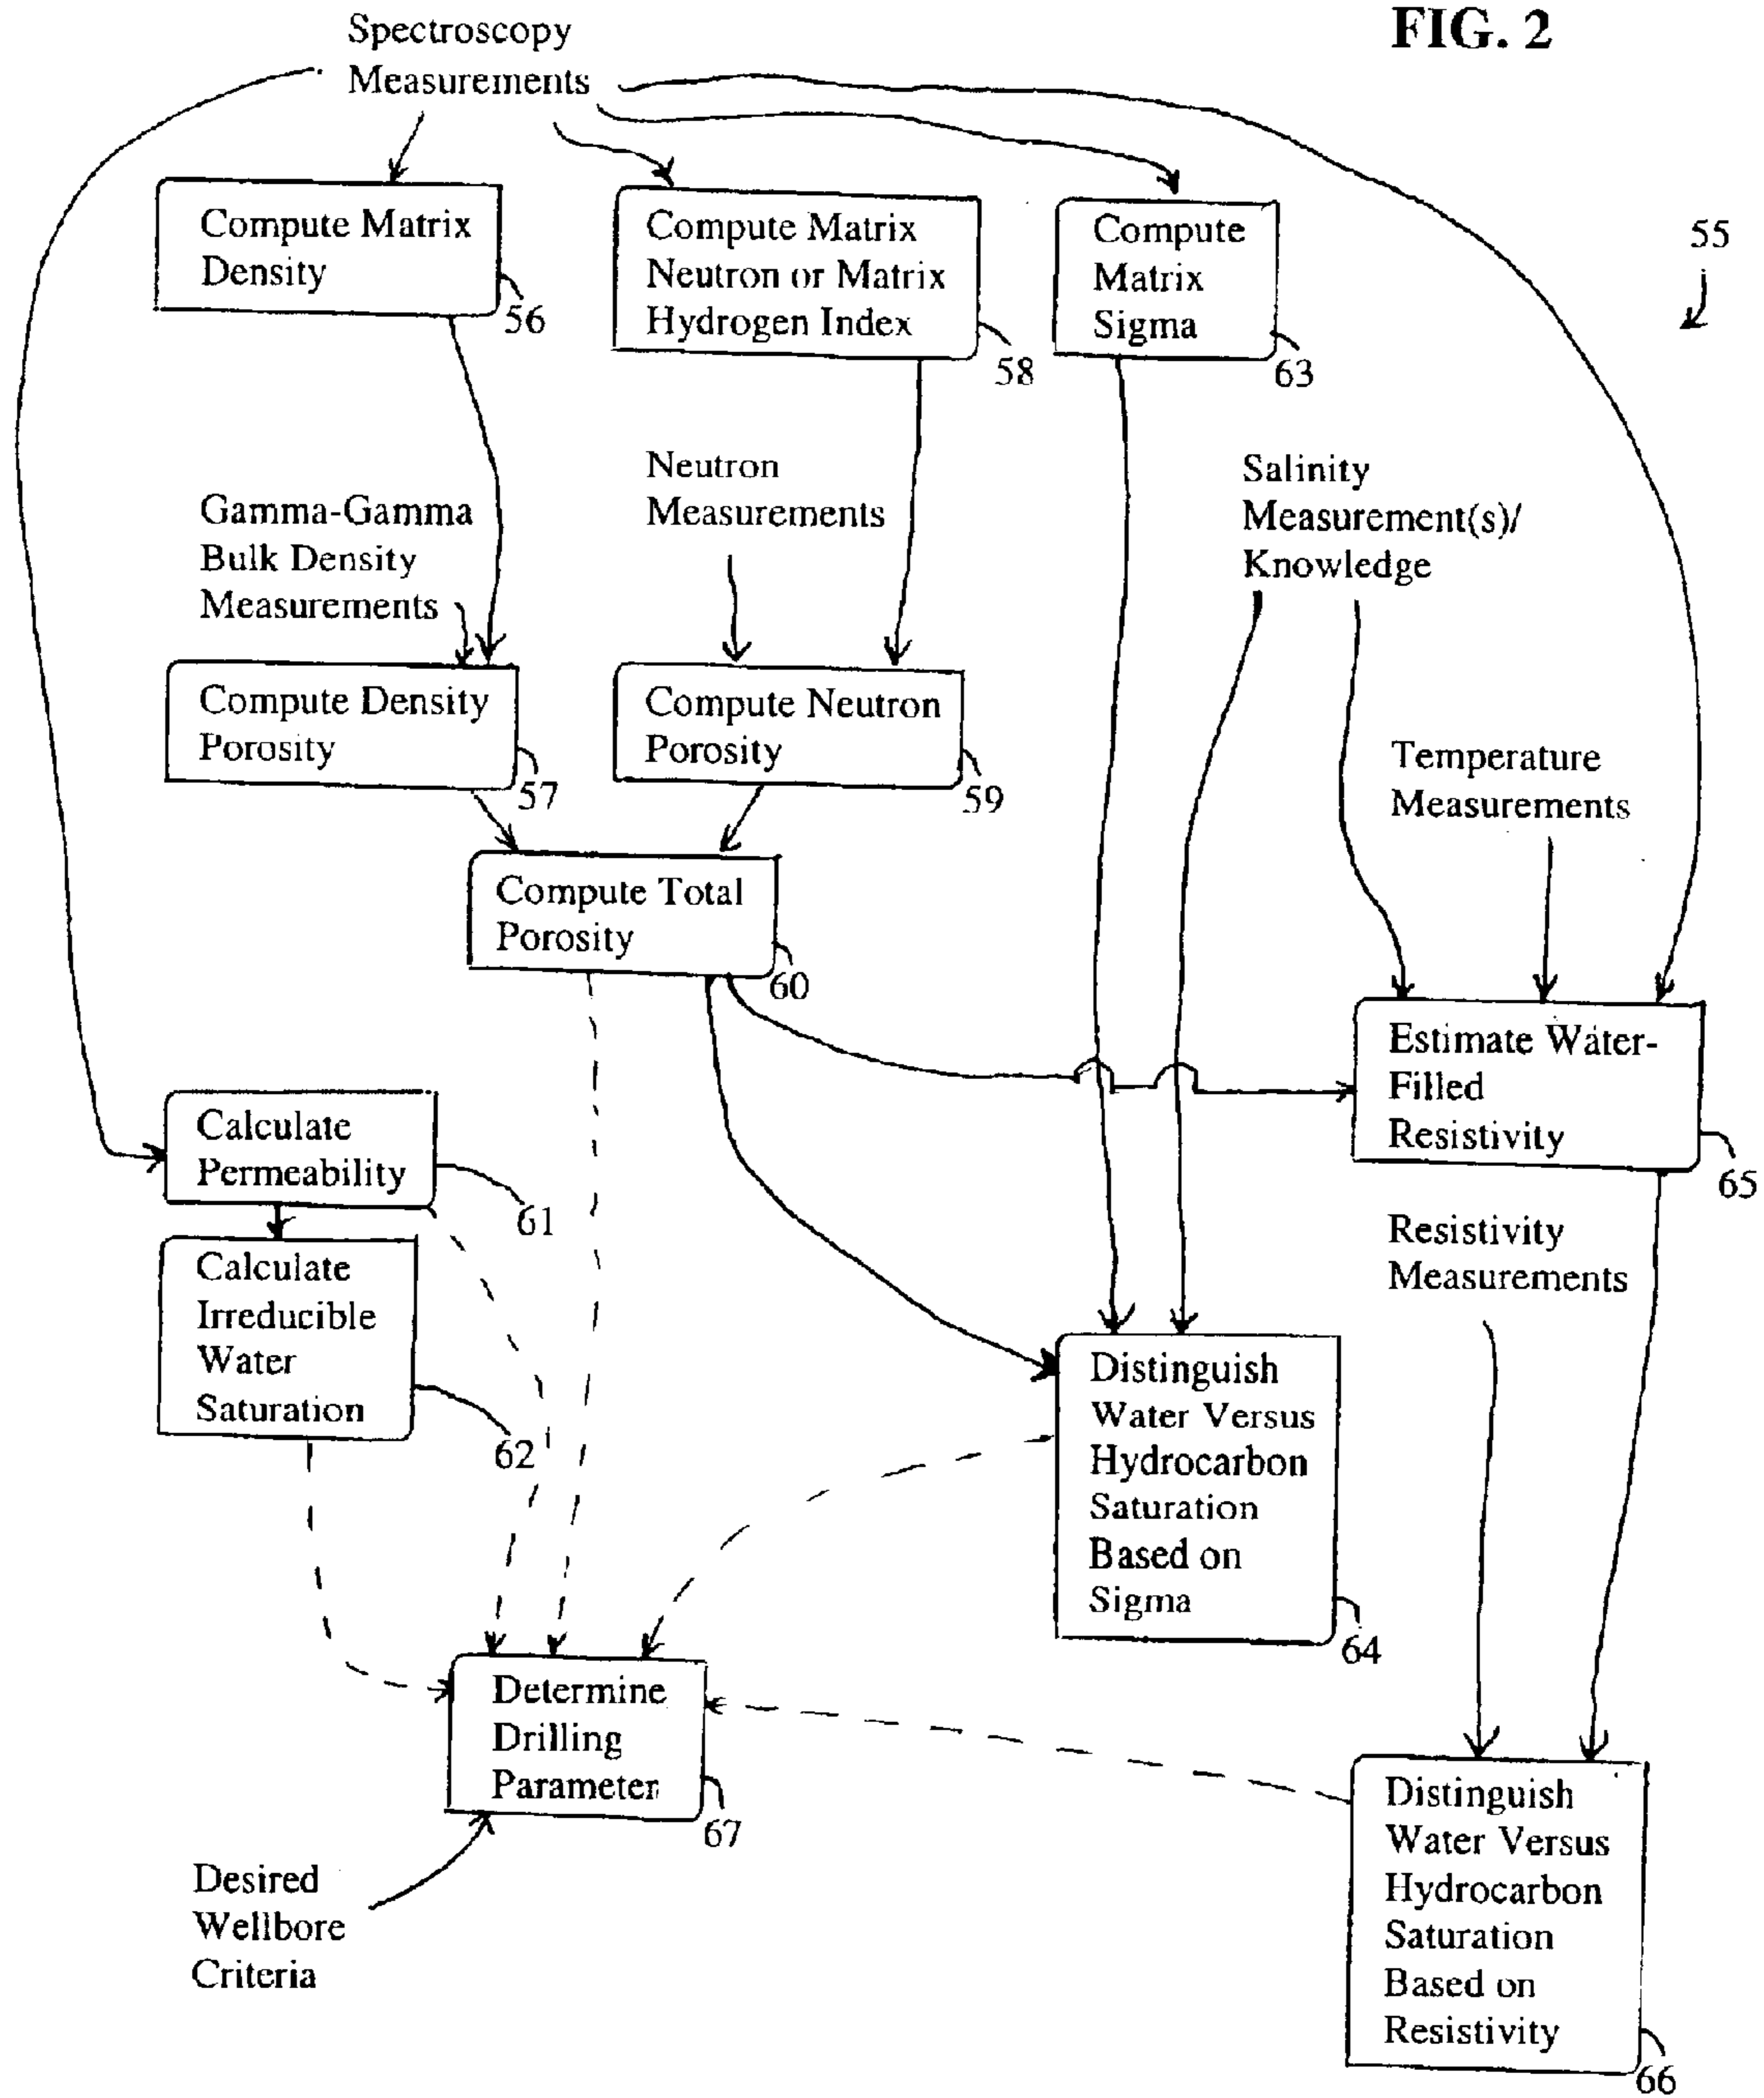 FIG. 2
Spectroscopy
Measurements
55
Compute Matrix
Density
56
Compute Matrix
Neutron or Matrix
Hydrogen Index
58
Compute
Matrix
Sigma
63
Gamma-Gamma
Bulk Density
Measurements
Neutron
Measurements
Salinity
Measurement(s)/
Knowledge
Compute Density
Porosity
57
Compute Neutron
Porosity
59
Temperature
Measurements
Compute Total
Porosity
60
Estimate Water-
Filled
Resistivity
65
Calculate
Permeability
61
Calculate
Irreducible
Water
Saturation
62
Resistivity
Measurements
Distinguish
Water Versus
Hydrocarbon
Saturation
Based on
Sigma
64
Determine
Drilling
Parameter
67
Desired
Wellbore
Criteria
Distinguish
Water Versus
Hydrocarbon
Saturation
Based on
Resistivity
66